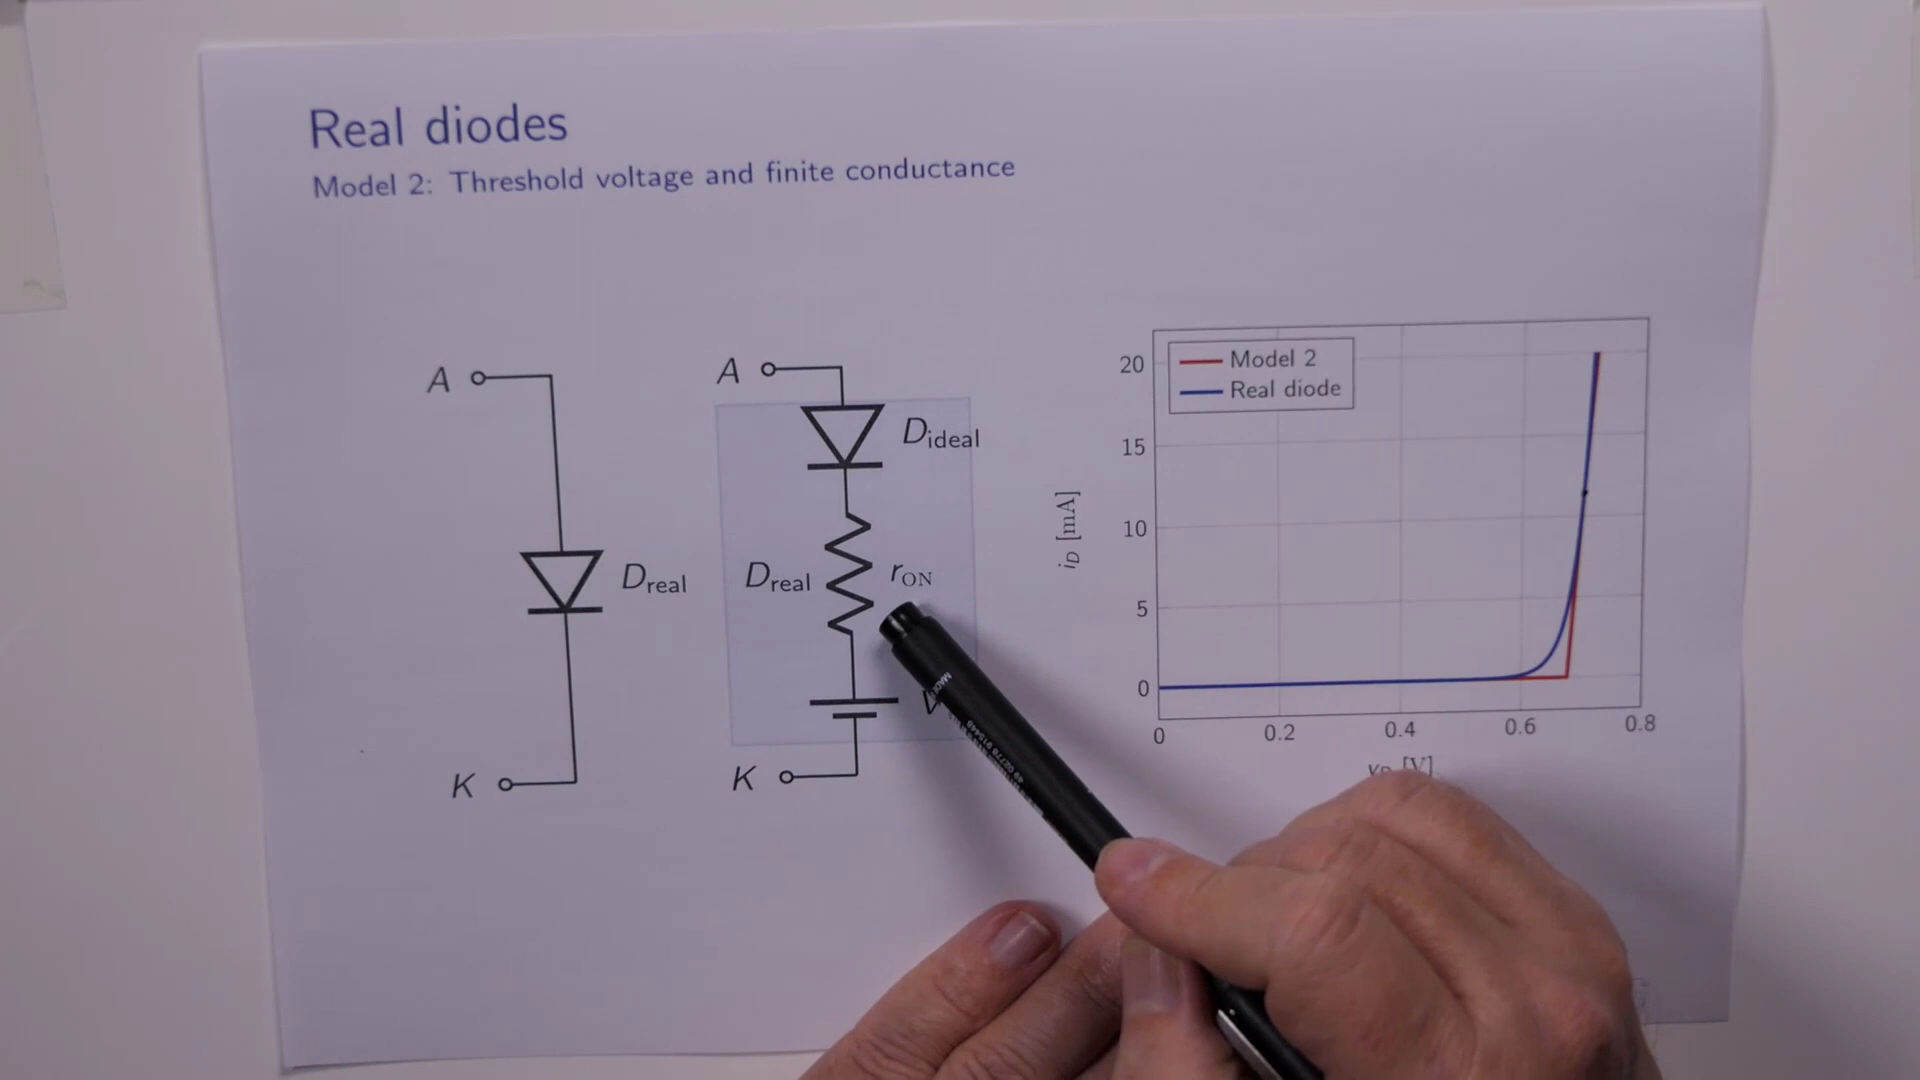 Real diodes
Model 2: Threshold voltage and finite conductance
A
D_real
K
A
D_ideal
D_real
r_ON
K
Model 2
Real diode
20
15
10
5
0
i_D [mA]
0
0.2
0.4
0.6
0.8
[V]